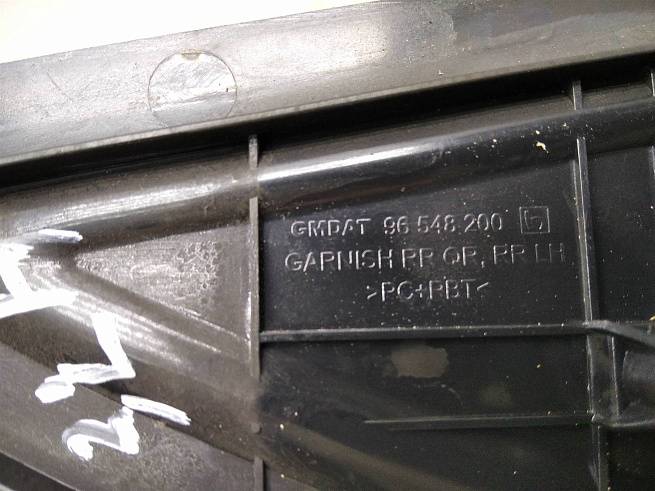 GMDAT 96 548 200
GARNISH RR QR, RR LH
>PC+PBT<